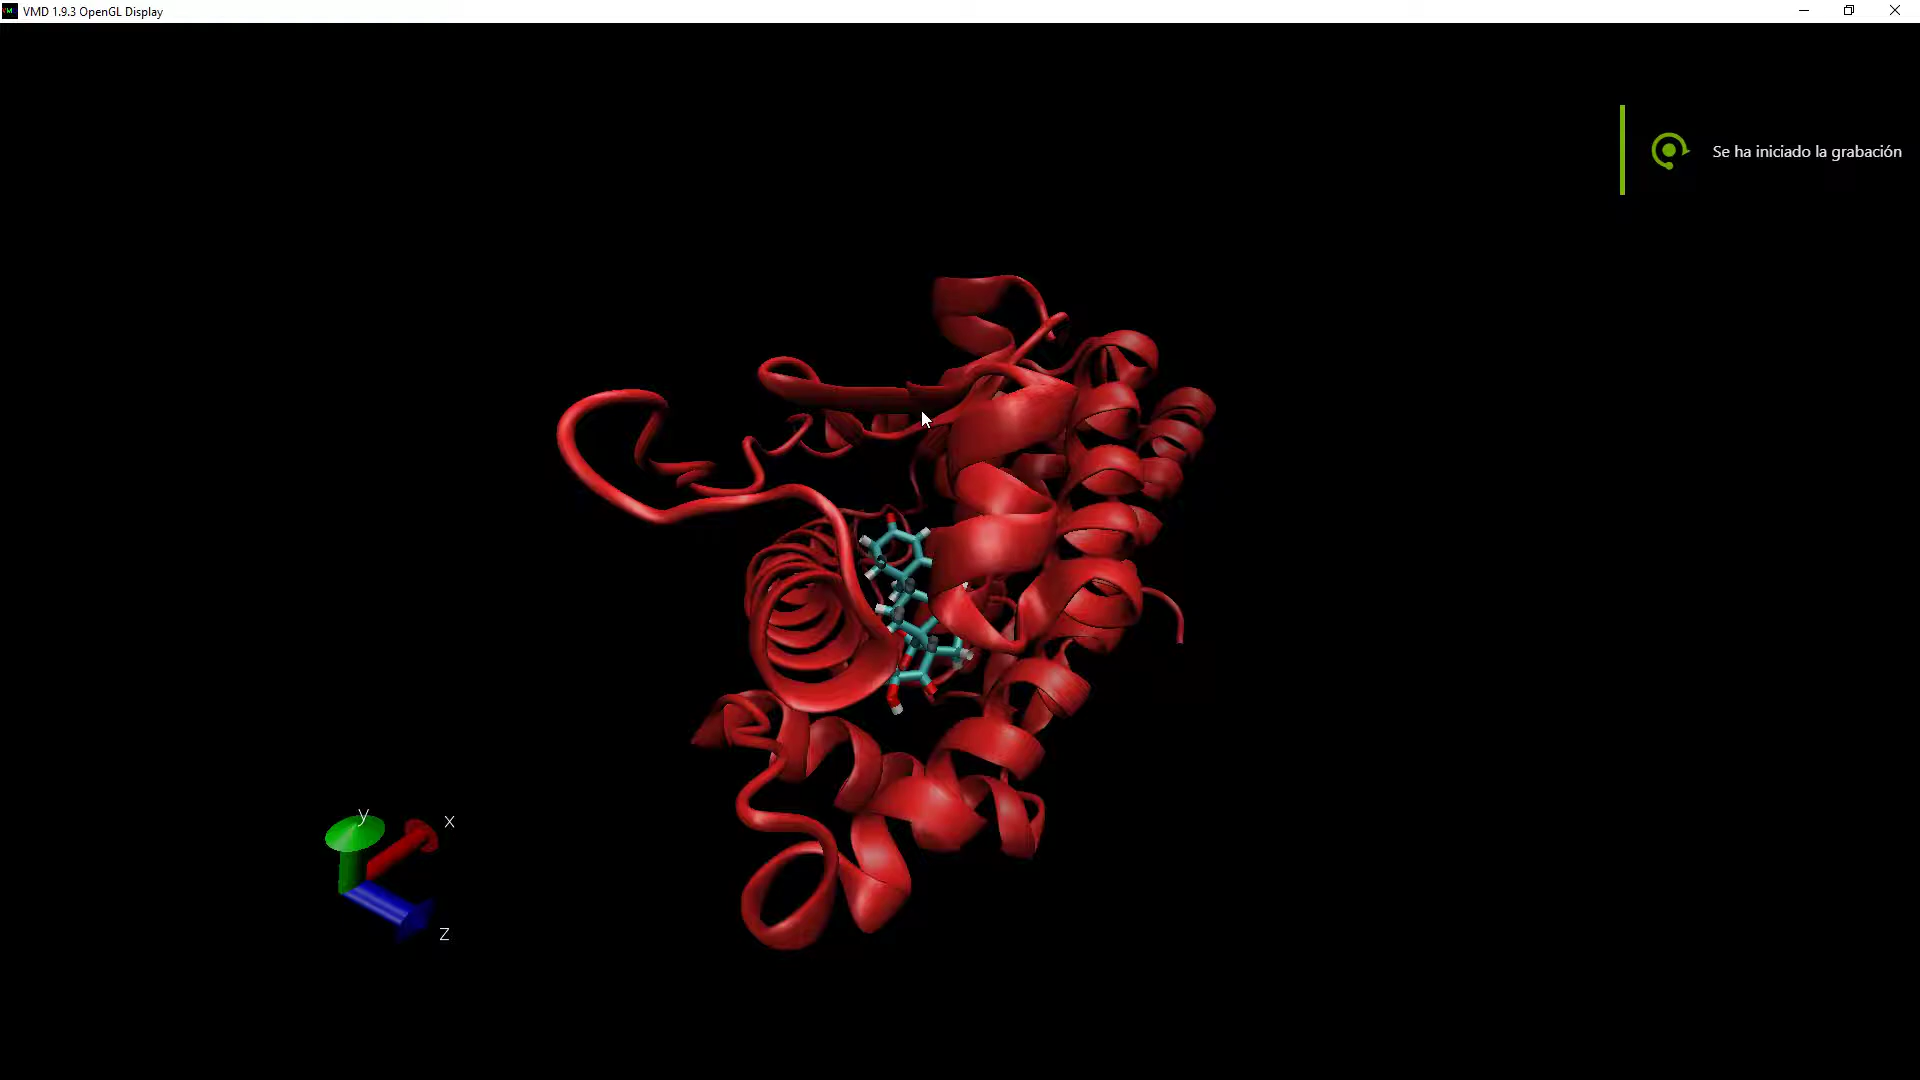 VMD 1.9.3 OpenGL Display
Se ha iniciado la grabación
y
x
z